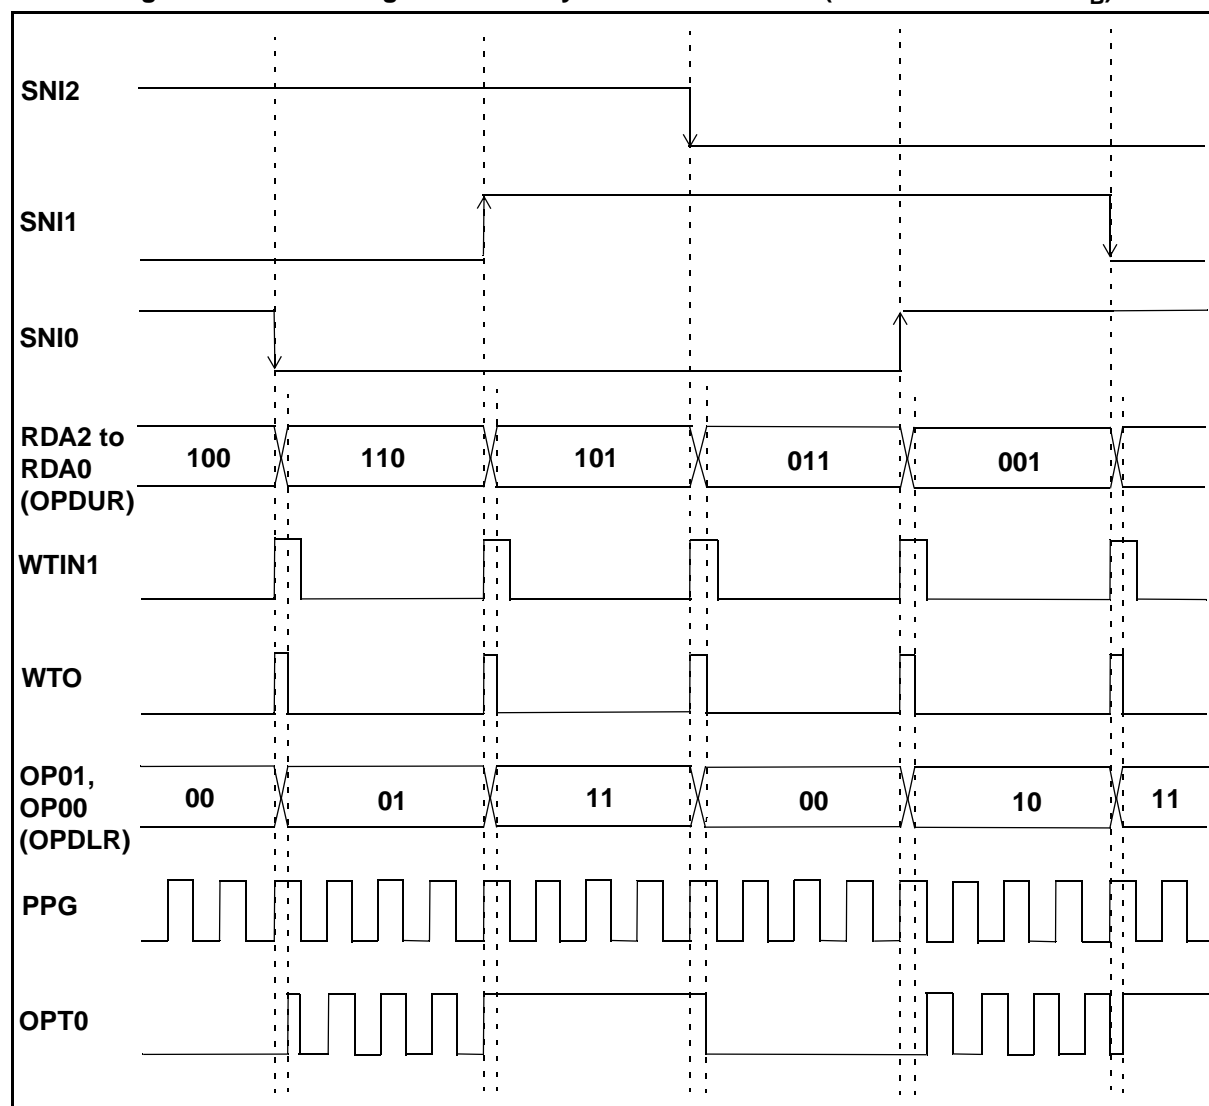 SNI2
SNI1
SNI0
RDA2 to
RDA0
(OPDUR)
100 110 101 011 001
WTIN1
WTO
OP01,
OP00
(OPDLR)
00 01 11 00 10 11
PPG
OPT0